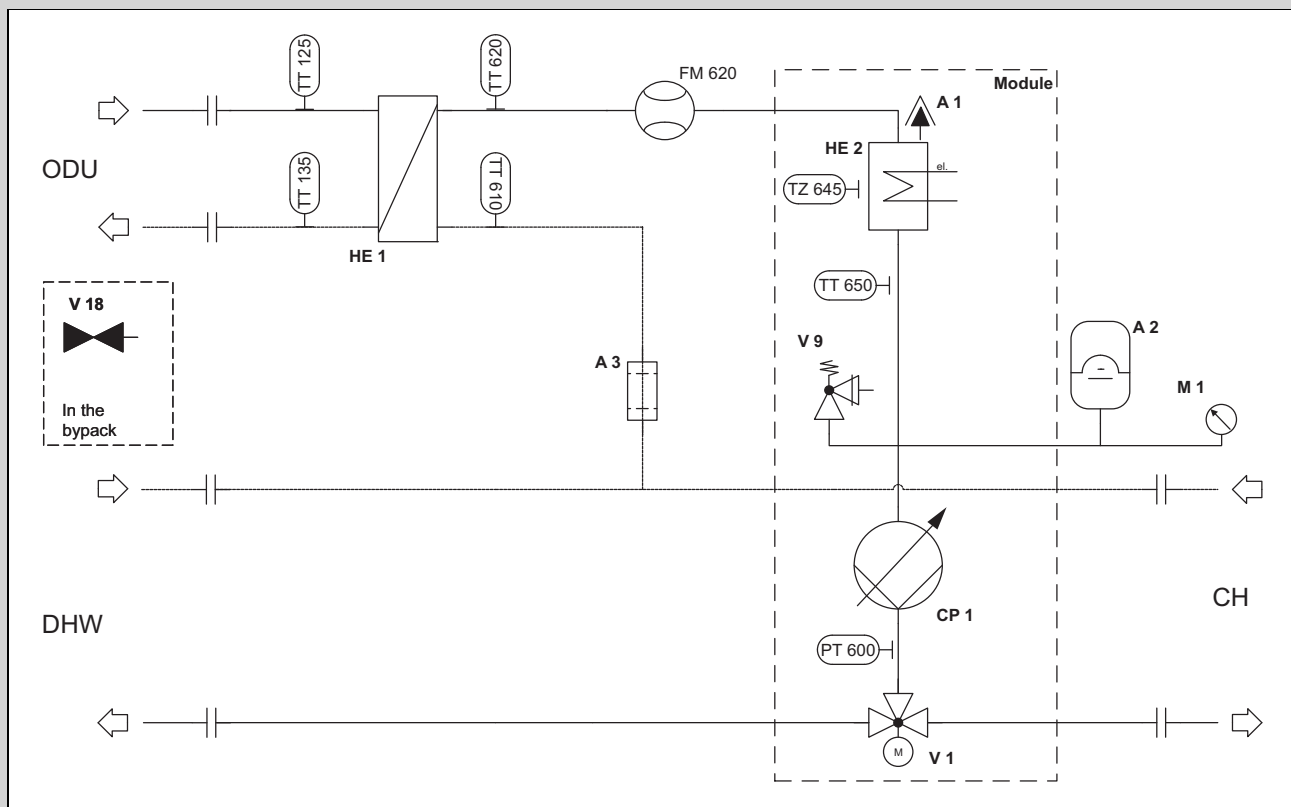 TT 125
TT 620
FM 620
Module
A 1
ODU
HE 2
el.
TT 135
TT 610
TZ 645
HE 1
TT 650
V 18
V 9
A 2
A 3
M 1
In the
bypack
CP 1
CH
DHW
PT 600
M
V 1